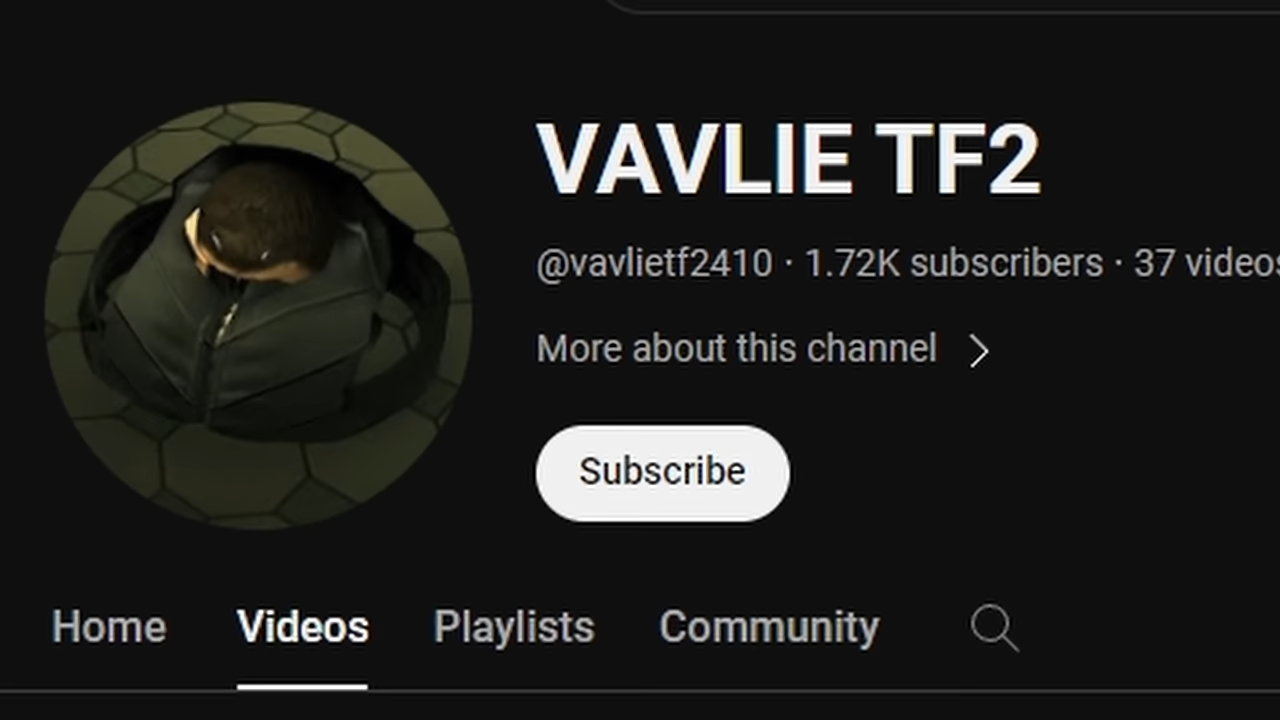 VAVLIE TF2
@vavlietf2410 · 1.72K subscribers · 37 videos
More about this channel
Subscribe
Home Videos Playlists Community